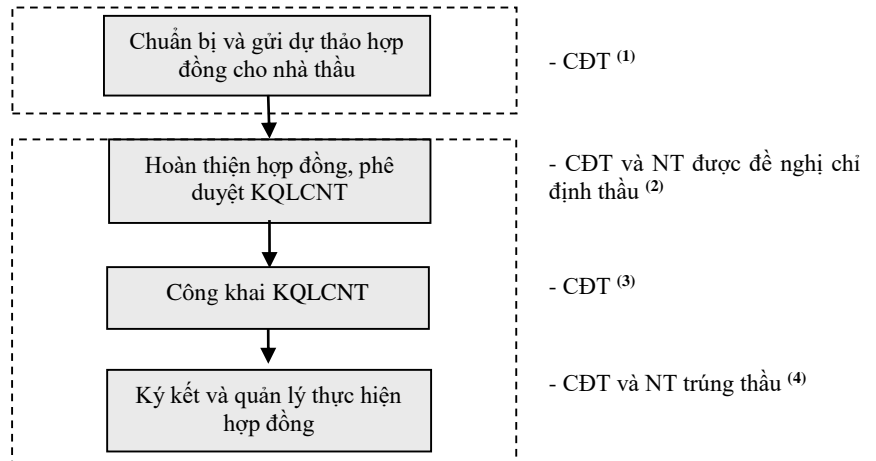 Chuẩn bị và gửi dự thảo hợp
đồng cho nhà thầu
- CĐT (1)
Hoàn thiện hợp đồng, phê
duyệt KQLCNT
- CĐT và NT được đề nghị chỉ
định thầu (2)
Công khai KQLCNT
- CĐT (3)
Ký kết và quản lý thực hiện
hợp đồng
- CĐT và NT trúng thầu (4)